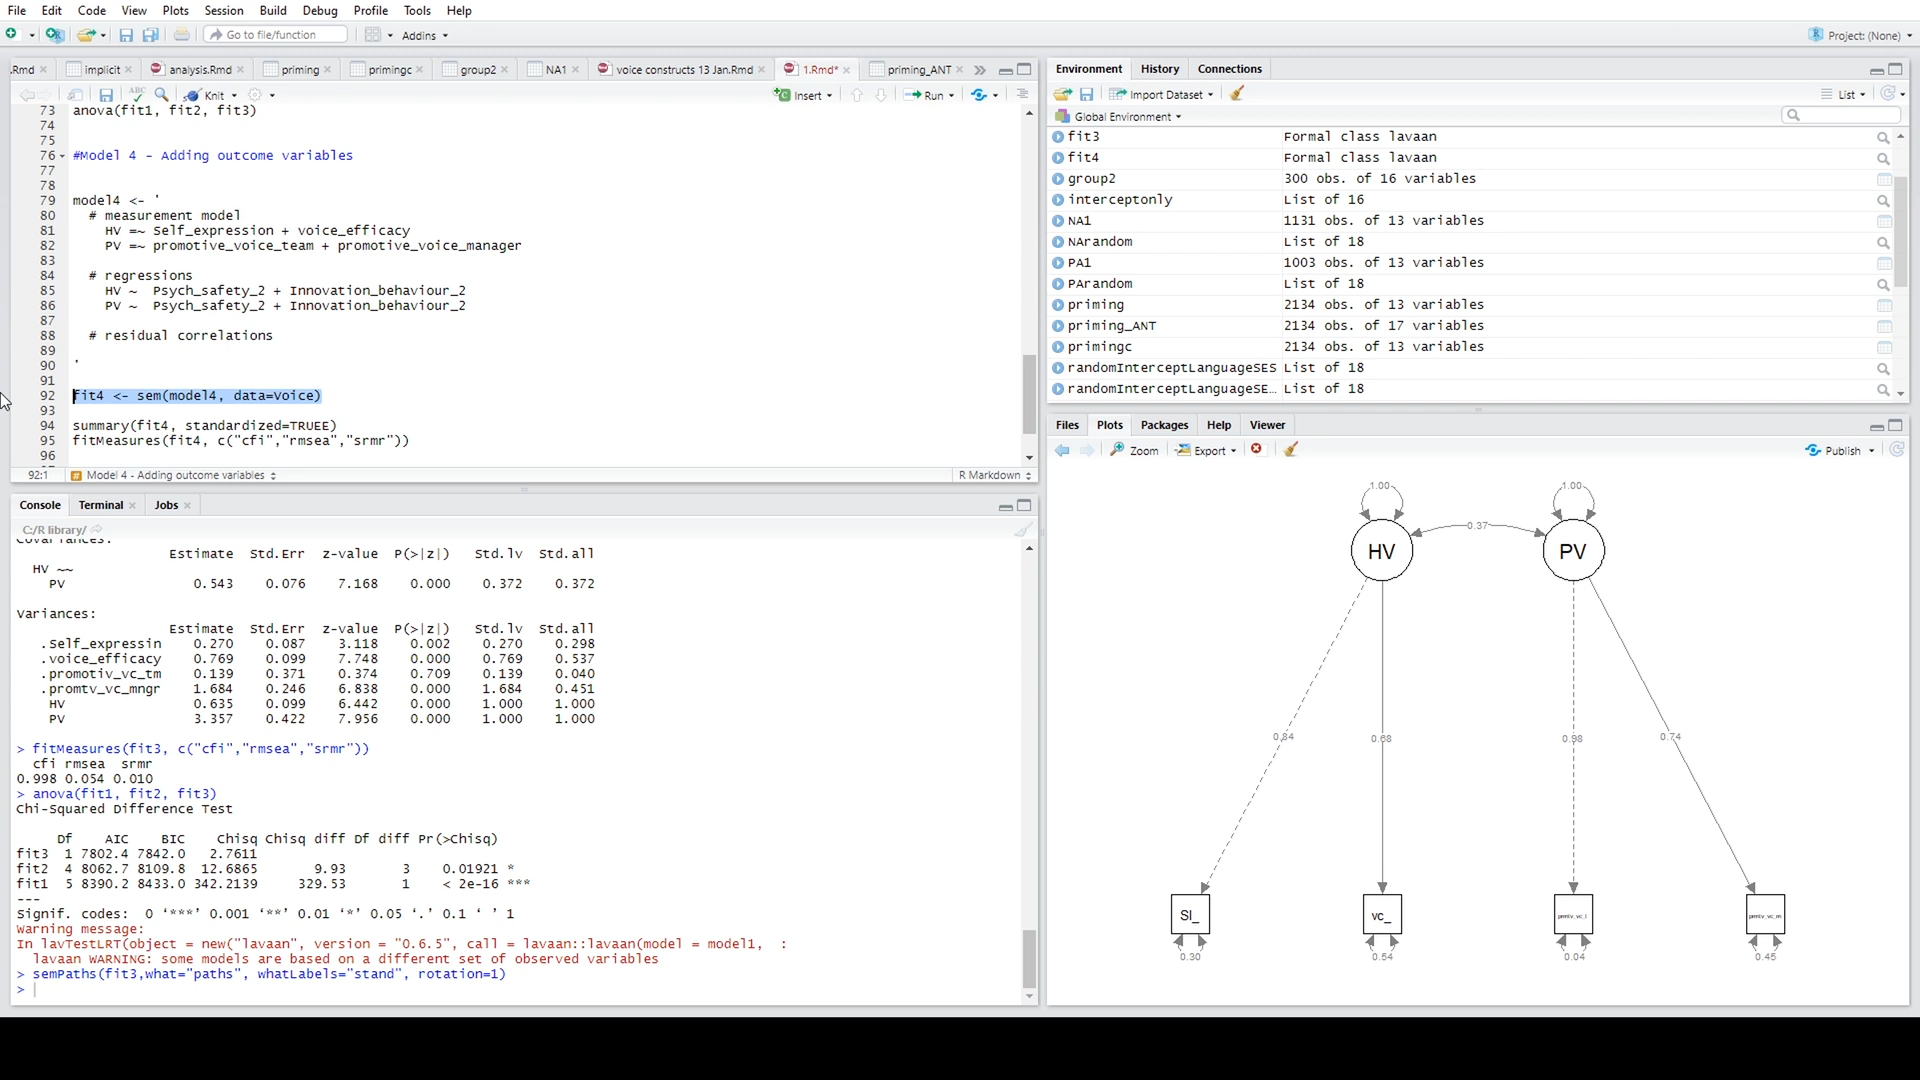 File Edit Code View Plots Session Build Debug Profile Tools Help
Go to file/function Addins Project: (None)
.Rmd implicit analysis.Rmd priming primingc group2 NA1 voice constructs 13 Jan.Rmd 1.Rmd* priming_ANT
Knit Insert Run
73 anova(fit1, fit2, fit3)
74
75
76 #Model 4 - Adding outcome variables
77
78
79 model4 <- '
80 # measurement model
81 HV =~ Self_expression + voice_efficacy
82 PV =~ promotive_voice_team + promotive_voice_manager
83
84 # regressions
85 HV ~ Psych_safety_2 + Innovation_behaviour_2
86 PV ~ Psych_safety_2 + Innovation_behaviour_2
87
88 # residual correlations
89
90 '
91
92 fit4 <- sem(model4, data=Voice)
93
94 summary(fit4, standardized=TRUEE)
95 fitMeasures(fit4, c("cfi","rmsea","srmr"))
96
92:1 Model 4 - Adding outcome variables R Markdown
Console Terminal Jobs
C:/R library/
Covariances:
Estimate Std.Err z-value P(>|z|) Std.lv Std.all
HV ~~
PV 0.543 0.076 7.168 0.000 0.372 0.372
Variances:
Estimate Std.Err z-value P(>|z|) Std.lv Std.all
.Self_expressin 0.270 0.087 3.118 0.002 0.270 0.298
.voice_efficacy 0.769 0.099 7.748 0.000 0.769 0.537
.promotiv_vc_tm 0.139 0.371 0.374 0.709 0.139 0.040
.promtv_vc_mngr 1.684 0.246 6.838 0.000 1.684 0.451
HV 0.635 0.099 6.442 0.000 1.000 1.000
PV 3.357 0.422 7.956 0.000 1.000 1.000
> fitMeasures(fit3, c("cfi","rmsea","srmr"))
cfi rmsea srmr
0.998 0.054 0.010
> anova(fit1, fit2, fit3)
Chi-Squared Difference Test
Df AIC BIC Chisq Chisq diff Df diff Pr(>Chisq)
fit3 1 7802.4 7842.0 2.7611
fit2 4 8062.7 8109.8 12.6865 9.93 3 0.01921 *
fit1 5 8390.2 8433.0 342.2139 329.53 1 < 2e-16 ***
---
Signif. codes: 0 ‘***’ 0.001 ‘**’ 0.01 ‘*’ 0.05 ‘.’ 0.1 ‘ ’ 1
Warning message:
In lavTestLRT(object = new("lavaan", version = "0.6.5", call = lavaan::lavaan(model = model1, :
lavaan WARNING: some models are based on a different set of observed variables
> semPaths(fit3,what="paths", whatLabels="stand", rotation=1)
>
Environment History Connections
Import Dataset List
Global Environment
fit3 Formal class lavaan
fit4 Formal class lavaan
group2 300 obs. of 16 variables
interceptonly List of 16
NA1 1131 obs. of 13 variables
NArandom List of 18
PA1 1003 obs. of 13 variables
PArandom List of 18
priming 2134 obs. of 13 variables
priming_ANT 2134 obs. of 17 variables
primingc 2134 obs. of 13 variables
randomInterceptLanguageSES List of 18
randomInterceptLanguageSE… List of 18
Files Plots Packages Help Viewer
Zoom Export Publish
1.00 1.00
0.37
HV PV
0.84 0.68 0.98 0.74
Sl_ vc_ prmtv_vc_t prmtv_vc_m
0.30 0.54 0.04 0.45